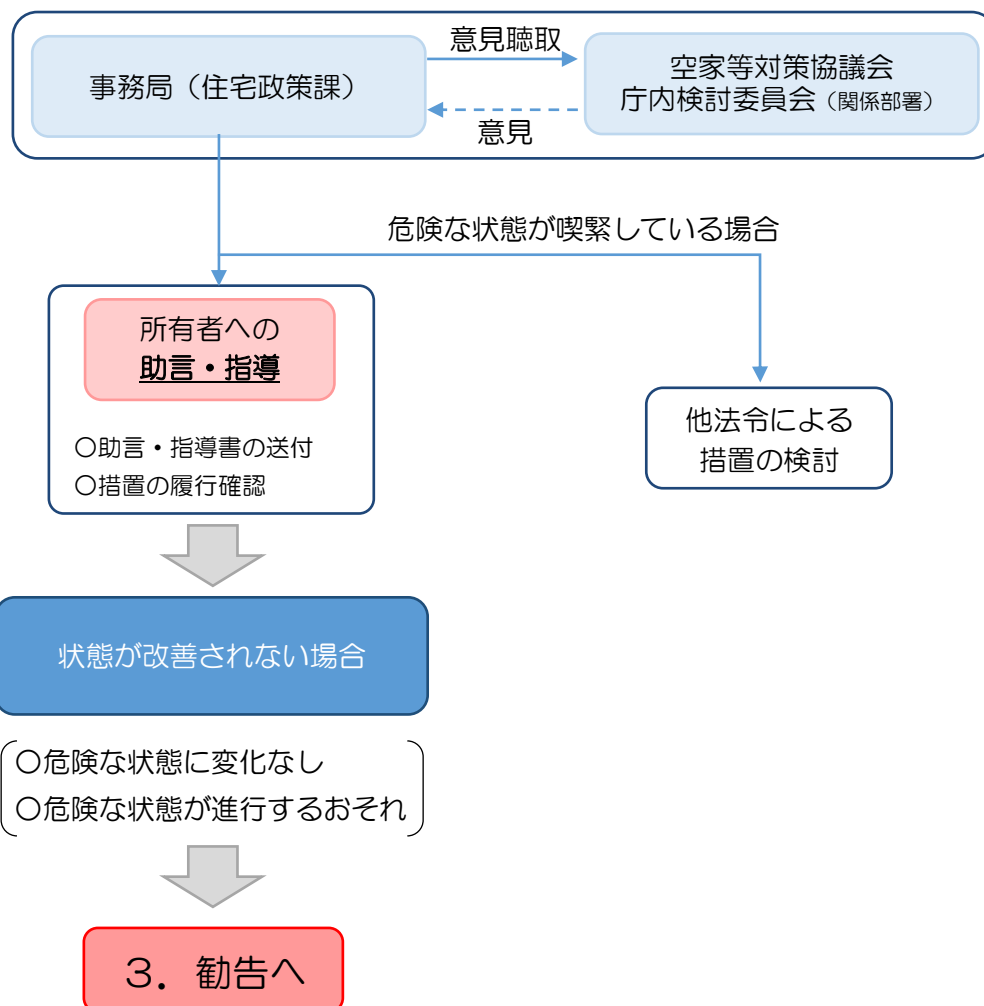 意見聴取
事務局（住宅政策課）
空家等対策協議会
庁内検討委員会（関係部署）
意見
危険な状態が喫緊している場合
所有者への
助言・指導
〇助言・指導書の送付
〇措置の履行確認
他法令による
措置の検討
状態が改善されない場合
〇危険な状態に変化なし
〇危険な状態が進行するおそれ
３．勧告へ